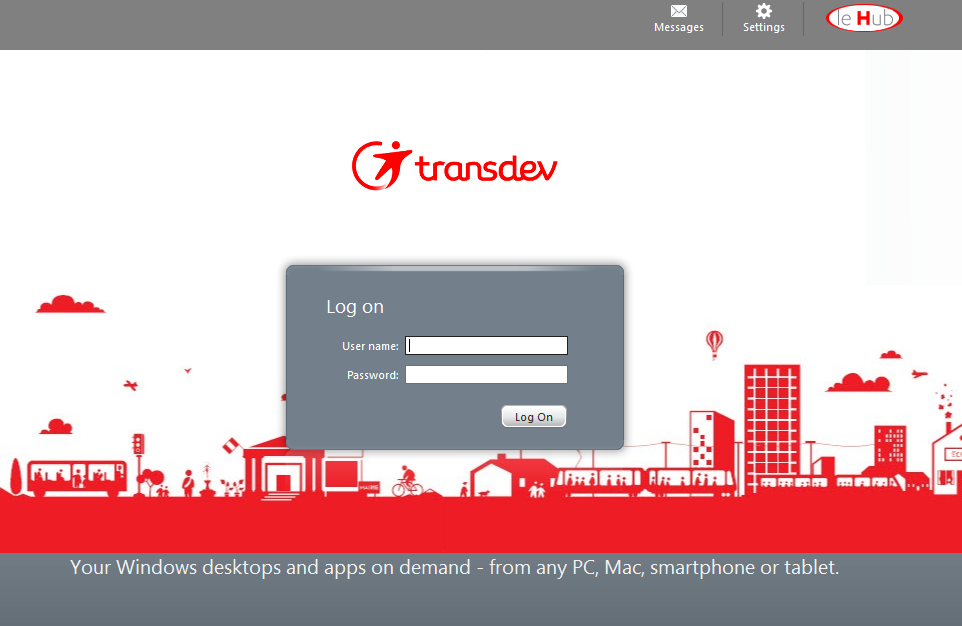 Messages
Settings
le Hub
transdev
Log on
User name:
Password:
Log On
MAIRIE
Your Windows desktops and apps on demand - from any PC, Mac, smartphone or tablet.